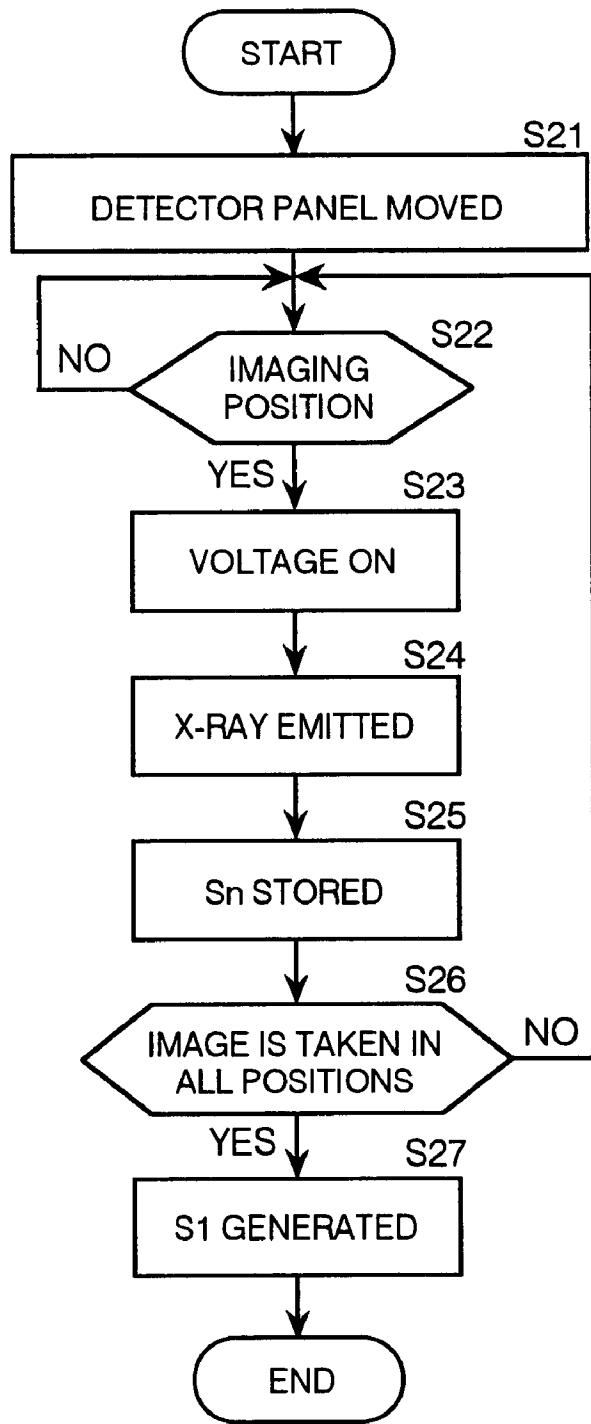 START
S21
DETECTOR PANEL MOVED
S22
NO
IMAGING
POSITION
YES
S23
VOLTAGE ON
S24
X-RAY EMITTED
S25
Sn STORED
S26
IMAGE IS TAKEN IN
ALL POSITIONS
NO
YES
S27
S1 GENERATED
END